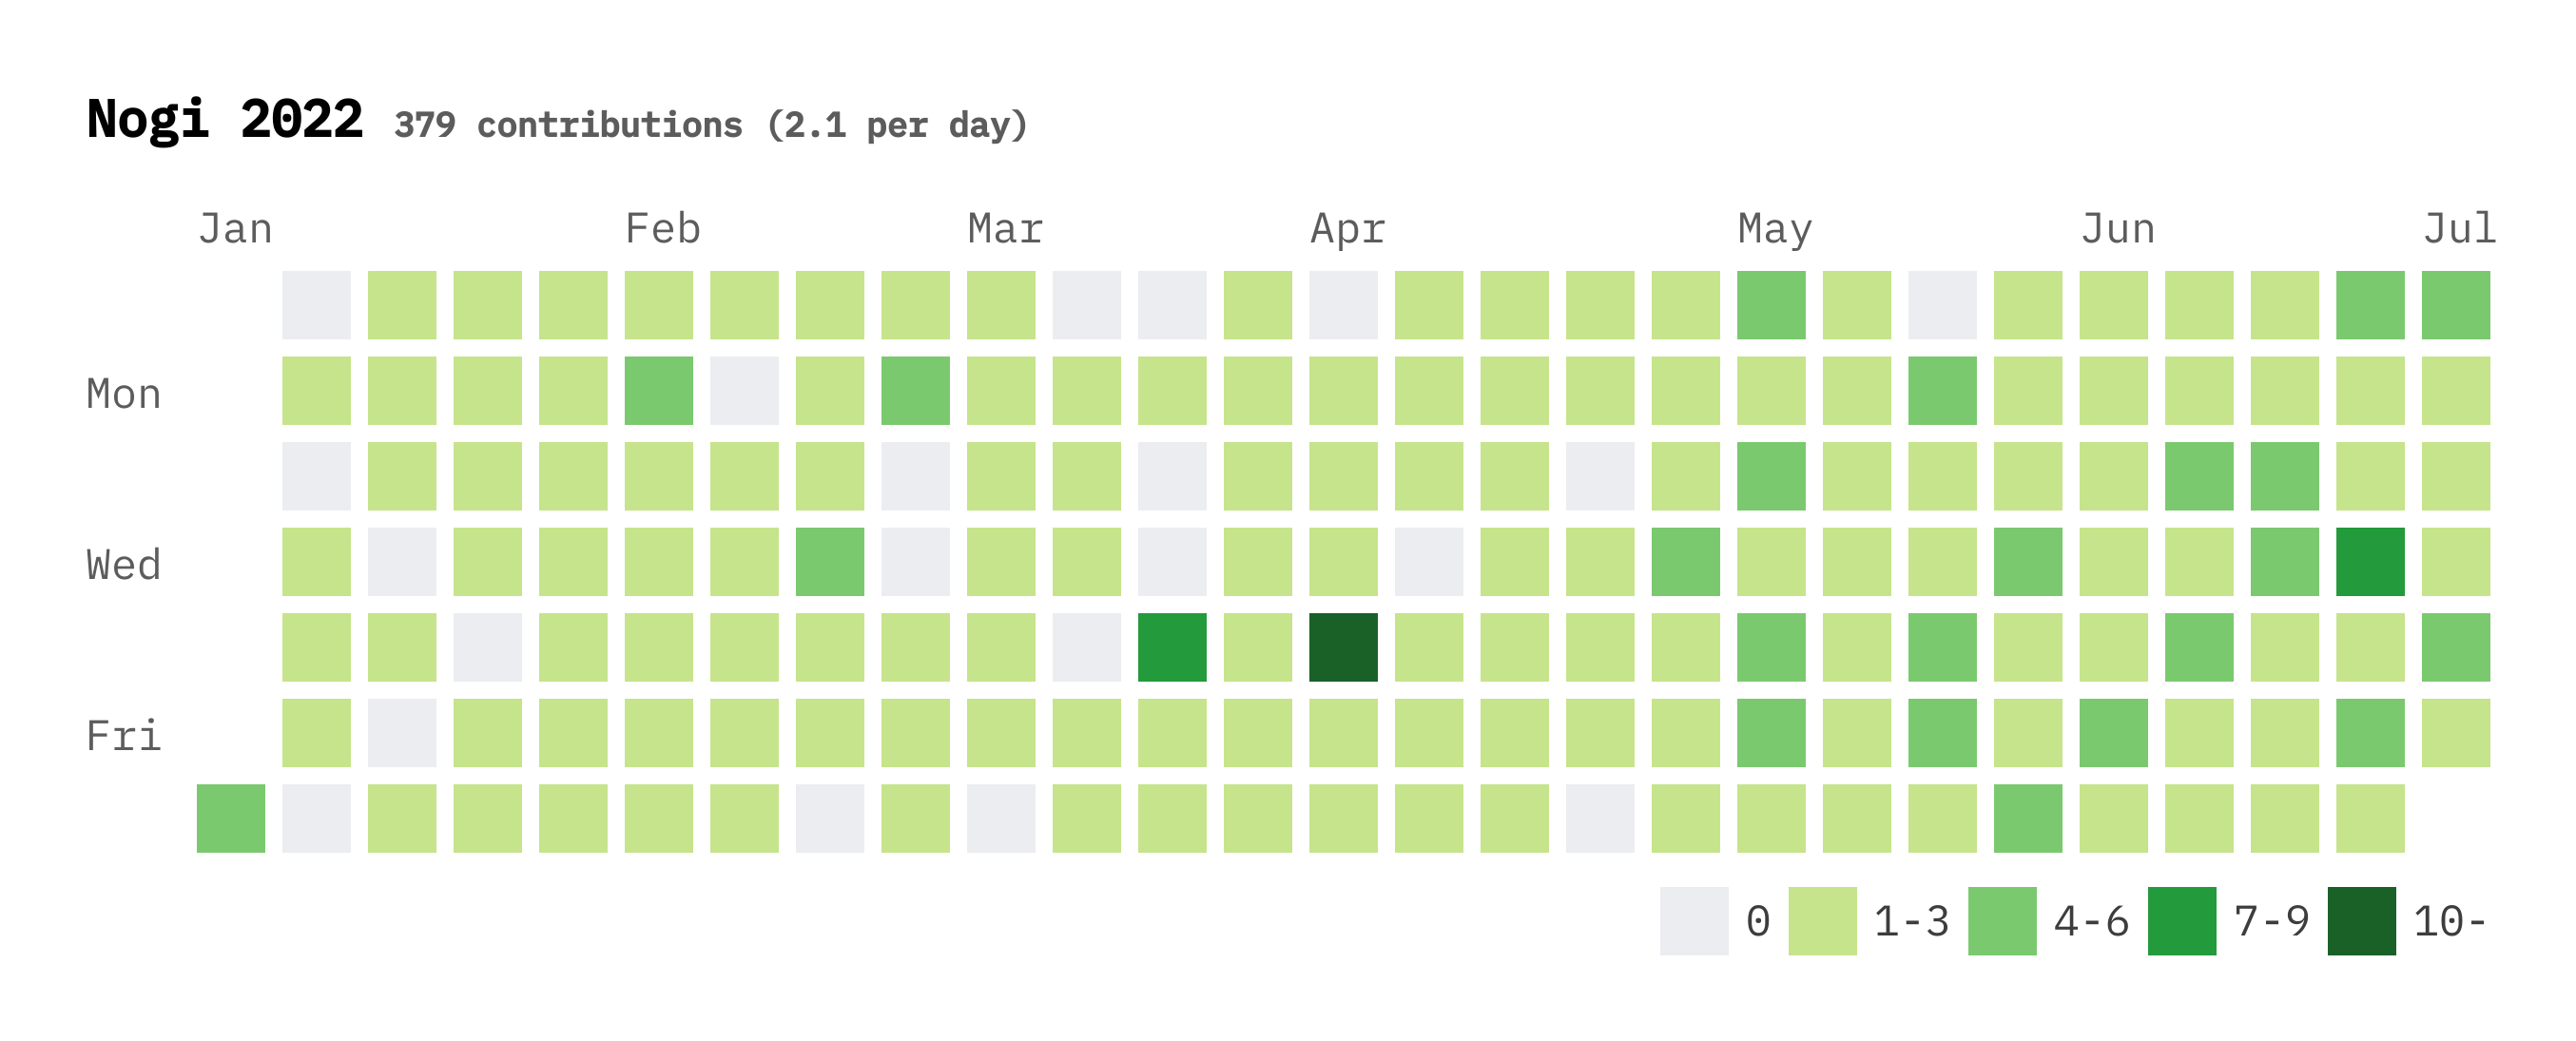 Nogi 2022 379 contributions (2.1 per day)
Jan Feb Mar Apr May Jun Jul
Mon
Wed
Fri
0 1-3 4-6 7-9 10-